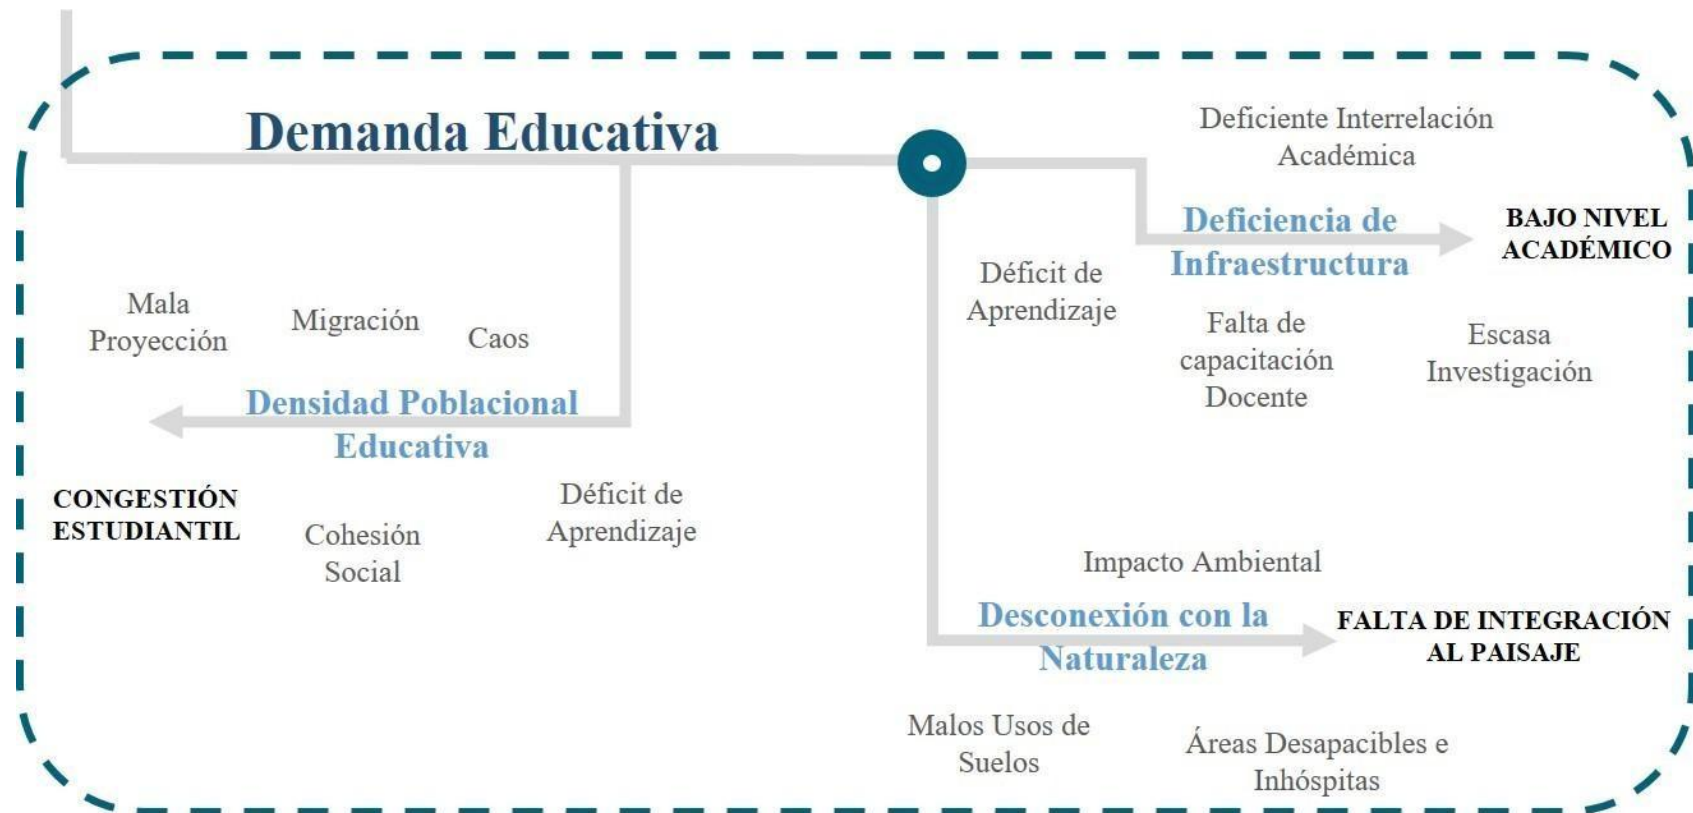 Demanda Educativa
Deficiente Interrelación
Académica
Deficiencia de
Infraestructura
BAJO NIVEL
ACADÉMICO
Déficit de
Aprendizaje
Falta de
capacitación
Docente
Escasa
Investigación
Mala
Proyección
Migración
Caos
Densidad Poblacional
Educativa
CONGESTIÓN
ESTUDIANTIL
Cohesión
Social
Déficit de
Aprendizaje
Impacto Ambiental
Desconexión con la
Naturaleza
FALTA DE INTEGRACIÓN
AL PAISAJE
Malos Usos de
Suelos
Áreas Desapacibles e
Inhóspitas